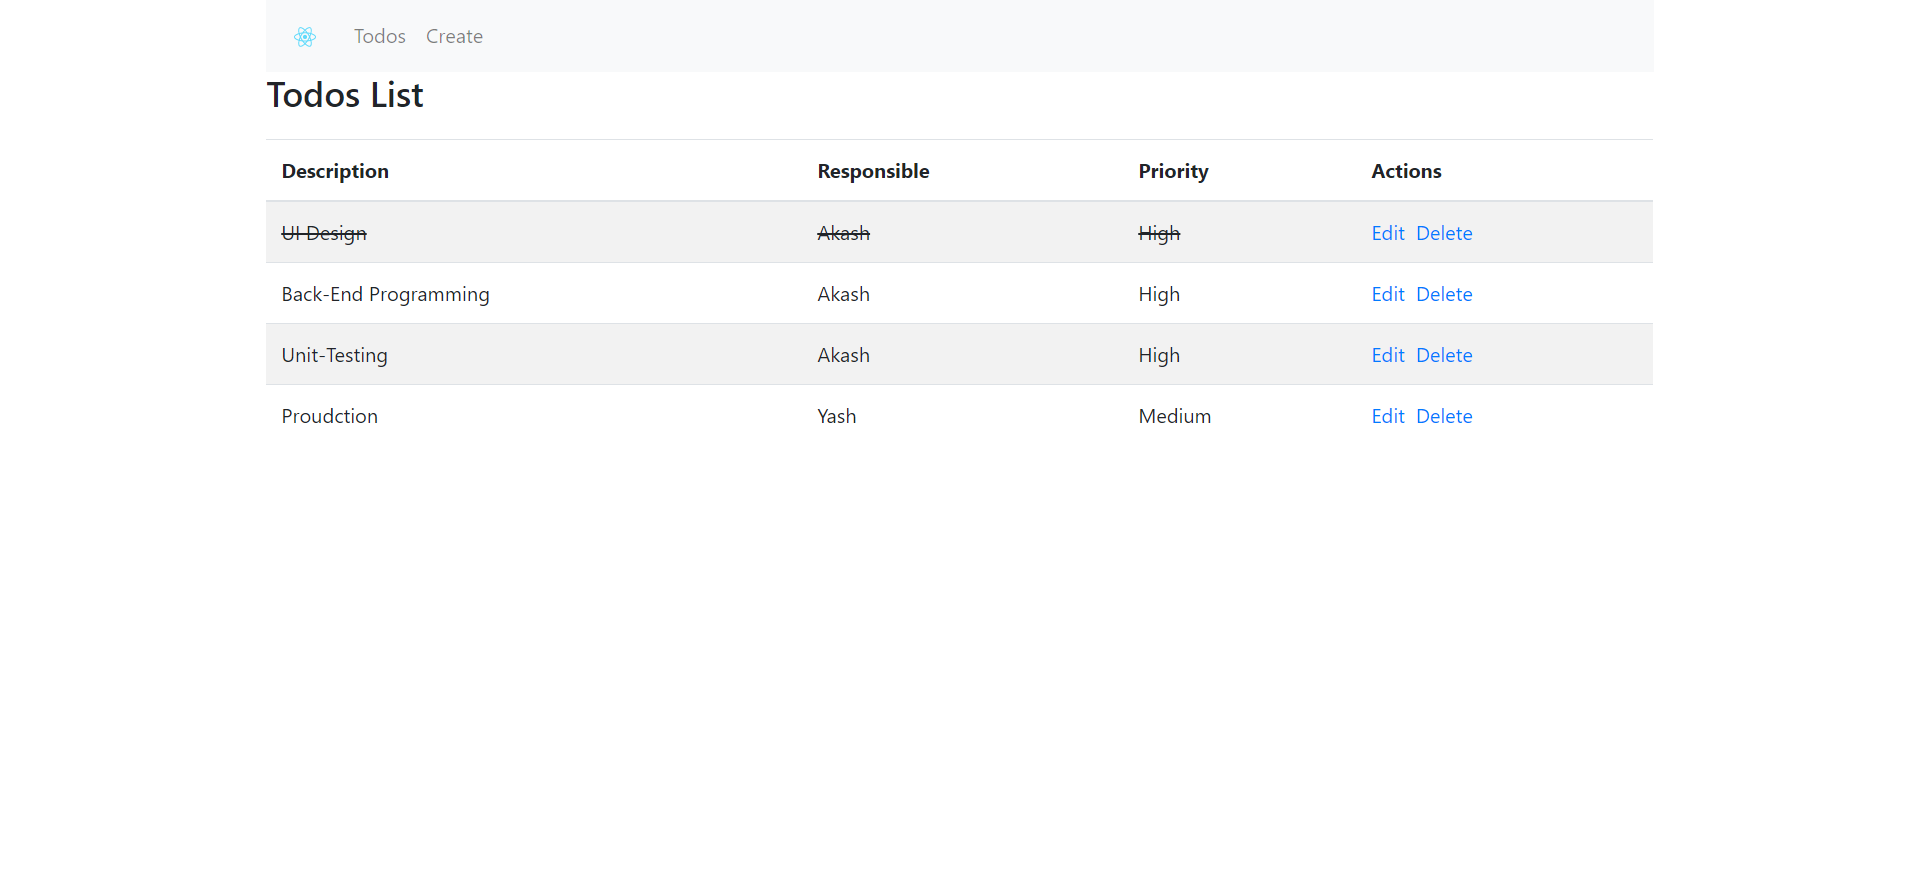 Todos Create
Todos List
Description Responsible Priority Actions
UI Design Akash High Edit Delete
Back-End Programming Akash High Edit Delete
Unit-Testing Akash High Edit Delete
Proudction Yash Medium Edit Delete